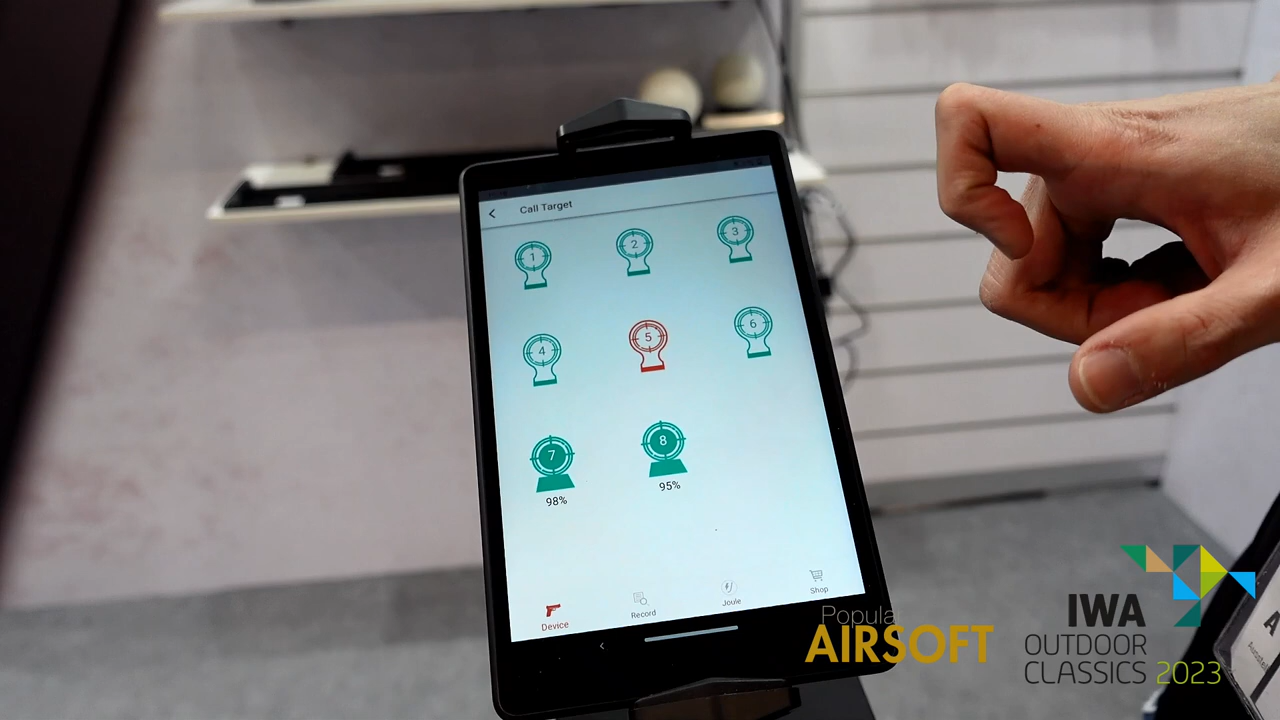 Call Target
1
2
3
4
5
6
7
8
98%
95%
Device
Record
Joule
Shop
Popular
AIRSOFT
IWA
OUTDOOR
CLASSICS 2023